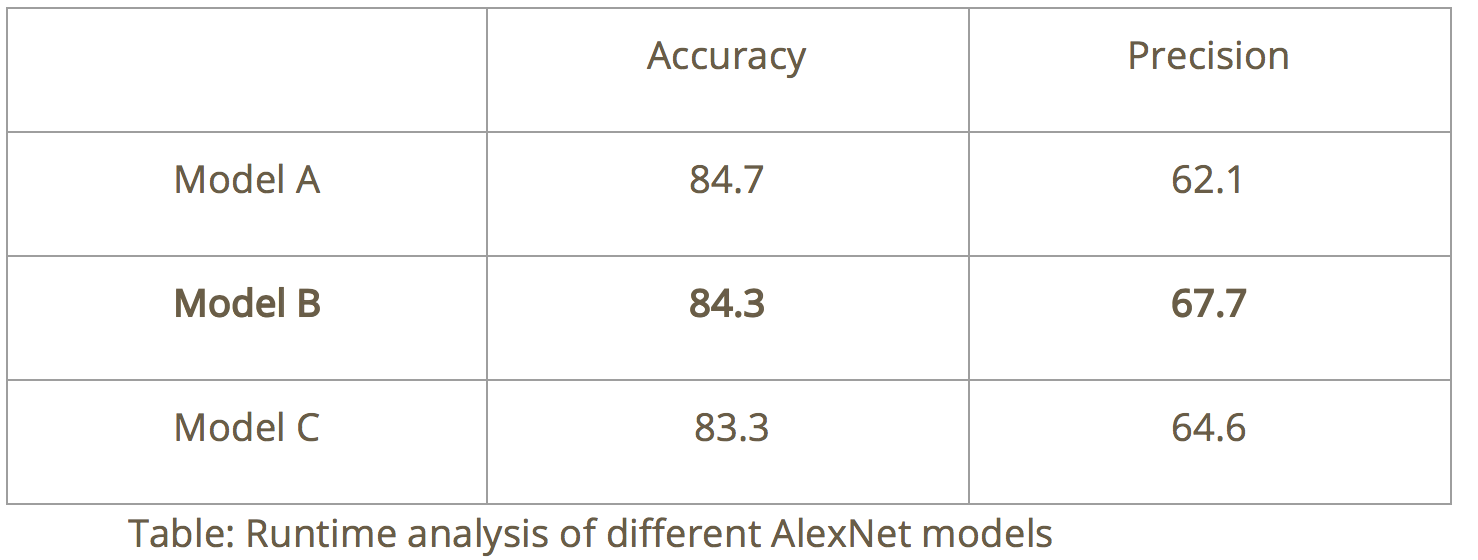 Accuracy Precision
Model A 84.7 62.1
Model B 84.3 67.7
Model C 83.3 64.6
Table: Runtime analysis of different AlexNet models